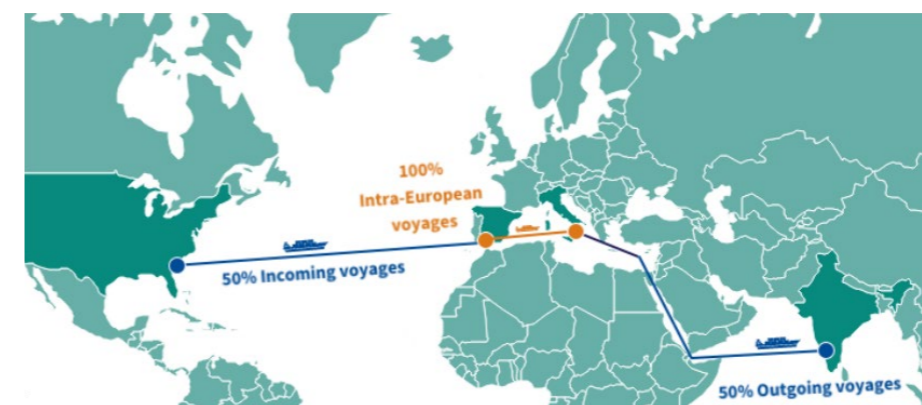 100%
Intra-European
voyages
50% Incoming voyages
50% Outgoing voyages